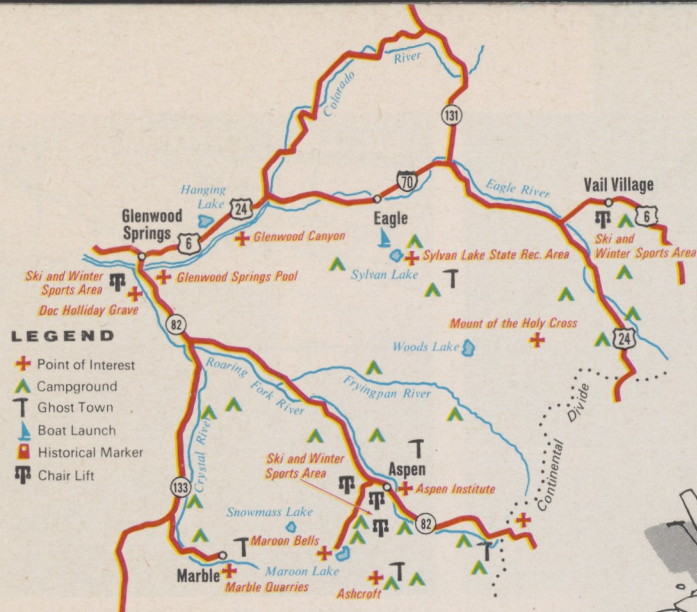 Colorado
River
131
Hanging
Lake
24
70
Eagle River
Vail Village
6
Glenwood
Springs
6
Eagle
Glenwood Canyon
Ski and
Winter Sports Area
Sylvan Lake State Rec. Area
Sylvan Lake
Ski and Winter
Sports Area
Glenwood Springs Pool
Doc Holliday Grave
82
Mount of the Holy Cross
Woods Lake
24
LEGEND
Point of Interest
Campground
Ghost Town
Boat Launch
Historical Marker
Chair Lift
Roaring Fork River
Fryingpan River
Continental Divide
Crystal River
133
Ski and Winter
Sports Area
Aspen
Aspen Institute
82
Snowmass Lake
Maroon Bells
Maroon Lake
Marble
Marble Quarries
Ashcroft